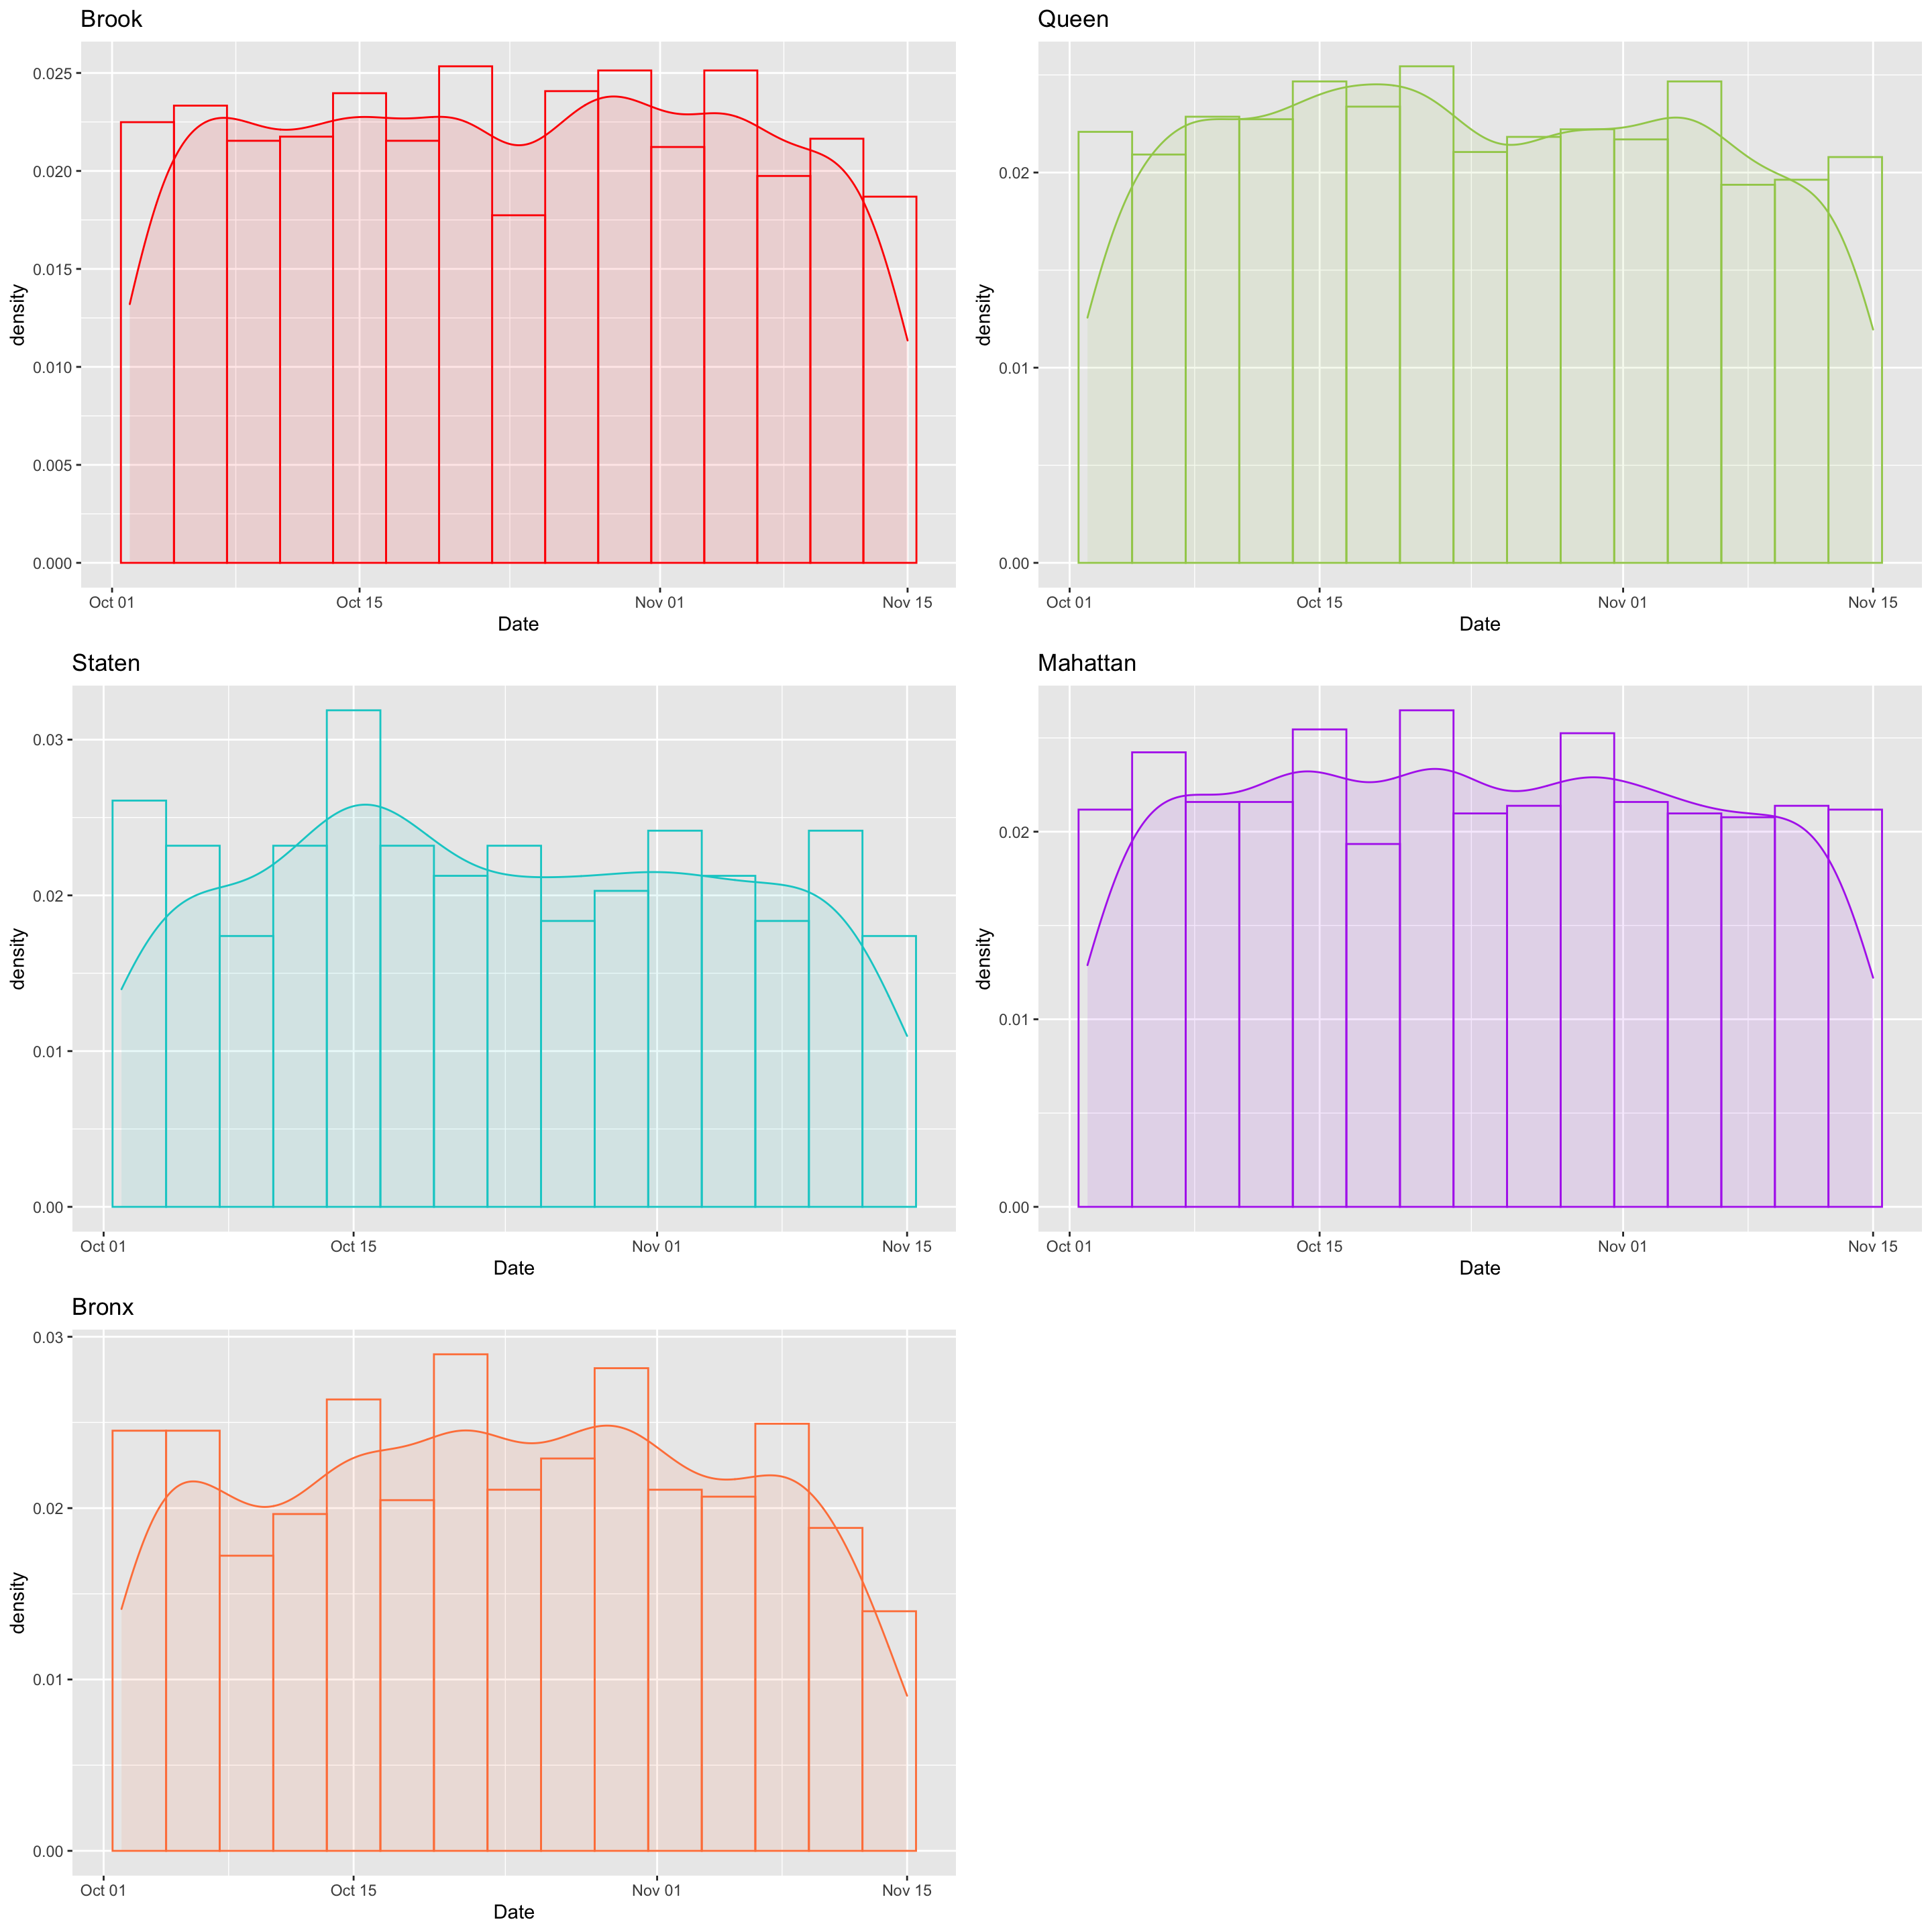 Brook
density
0.025
0.020
0.015
0.010
0.005
0.000
Oct 01 Oct 15 Nov 01 Nov 15
Date
Queen
density
0.02
0.01
0.00
Oct 01 Oct 15 Nov 01 Nov 15
Date
Staten
density
0.03
0.02
0.01
0.00
Oct 01 Oct 15 Nov 01 Nov 15
Date
Mahattan
density
0.02
0.01
0.00
Oct 01 Oct 15 Nov 01 Nov 15
Date
Bronx
density
0.03
0.02
0.01
0.00
Oct 01 Oct 15 Nov 01 Nov 15
Date